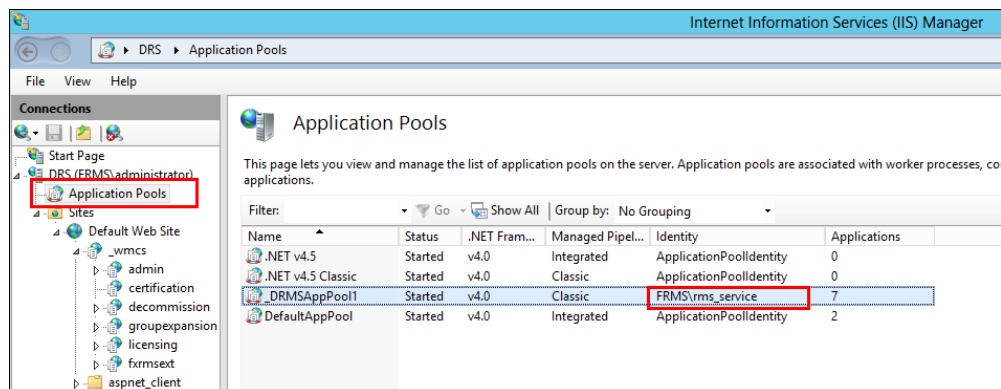 Internet Information Services (IIS) Manager
DRS Application Pools
File View Help
Connections
Start Page
DRS (FRMS\administrator)
Application Pools
Sites
Default Web Site
_wmcs
admin
certification
decommission
groupexpansion
licensing
fxrmsext
aspnet_client
Application Pools
This page lets you view and manage the list of application pools on the server. Application pools are associated with worker processes, co
applications.
Filter: Go Show All Group by: No Grouping
Name Status .NET Fram... Managed Pipel... Identity Applications
.NET v4.5 Started v4.0 Integrated ApplicationPoolIdentity 0
.NET v4.5 Classic Started v4.0 Classic ApplicationPoolIdentity 0
_DRMSAppPool1 Started v4.0 Classic FRMS\rms_service 7
DefaultAppPool Started v4.0 Integrated ApplicationPoolIdentity 2